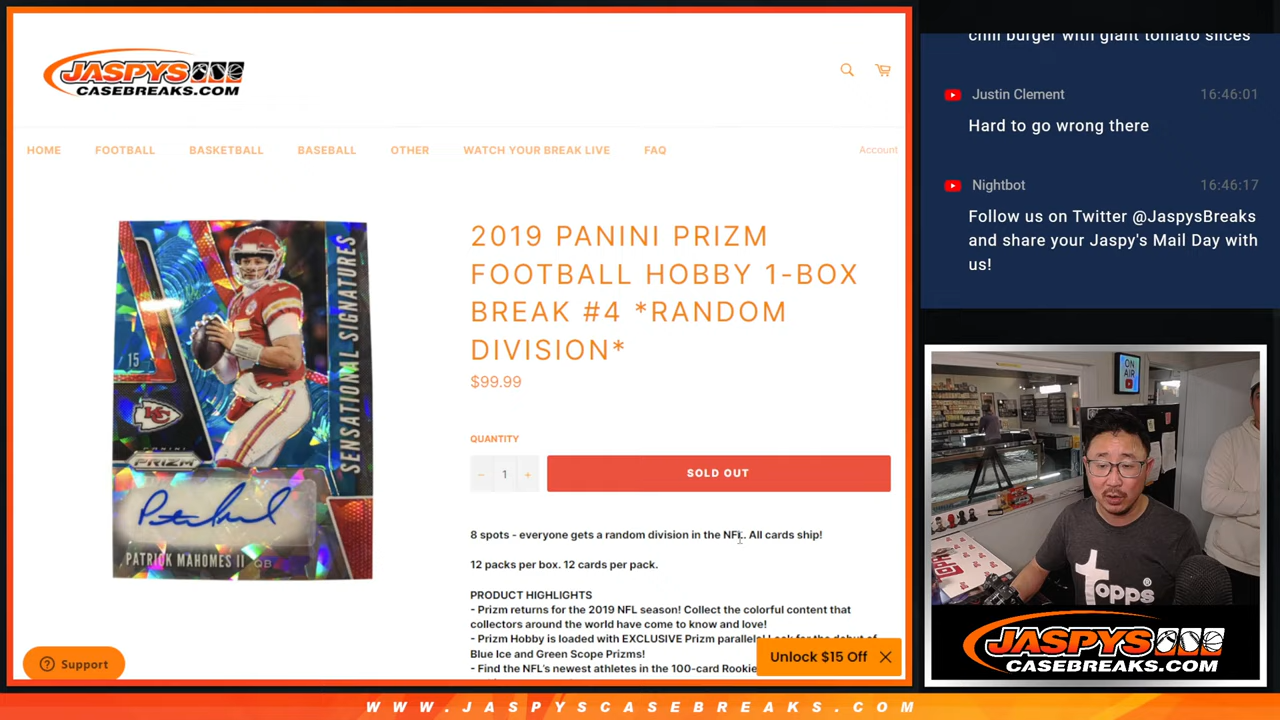 JASPYS
CASEBREAKS.COM
HOME FOOTBALL BASKETBALL BASEBALL OTHER WATCH YOUR BREAK LIVE FAQ Account
15
SENSATIONAL SIGNATURES
PANINI
PRIZM
PATRICK MAHOMES II QB
2019 PANINI PRIZM
FOOTBALL HOBBY 1-BOX
BREAK #4 *RANDOM
DIVISION*
$99.99
QUANTITY
− 1 +
SOLD OUT
8 spots - everyone gets a random division in the NFL. All cards ship!
12 packs per box. 12 cards per pack.
PRODUCT HIGHLIGHTS
- Prizm returns for the 2019 NFL season! Collect the colorful content that
collectors around the world have come to know and love!
- Prizm Hobby is loaded with EXCLUSIVE Prizm parallels! Look for the debut of
Blue Ice and Green Scope Prizms!
- Find the NFL's newest athletes in the 100-card Rookie
Support
Unlock $15 Off
chili burger with giant tomato slices
Justin Clement 16:46:01
Hard to go wrong there
Nightbot 16:46:17
Follow us on Twitter @JaspysBreaks
and share your Jaspy's Mail Day with
us!
ON
AIR
topps
JASPYS
CASEBREAKS.COM
WWW.JASPYSCASEBREAKS.COM